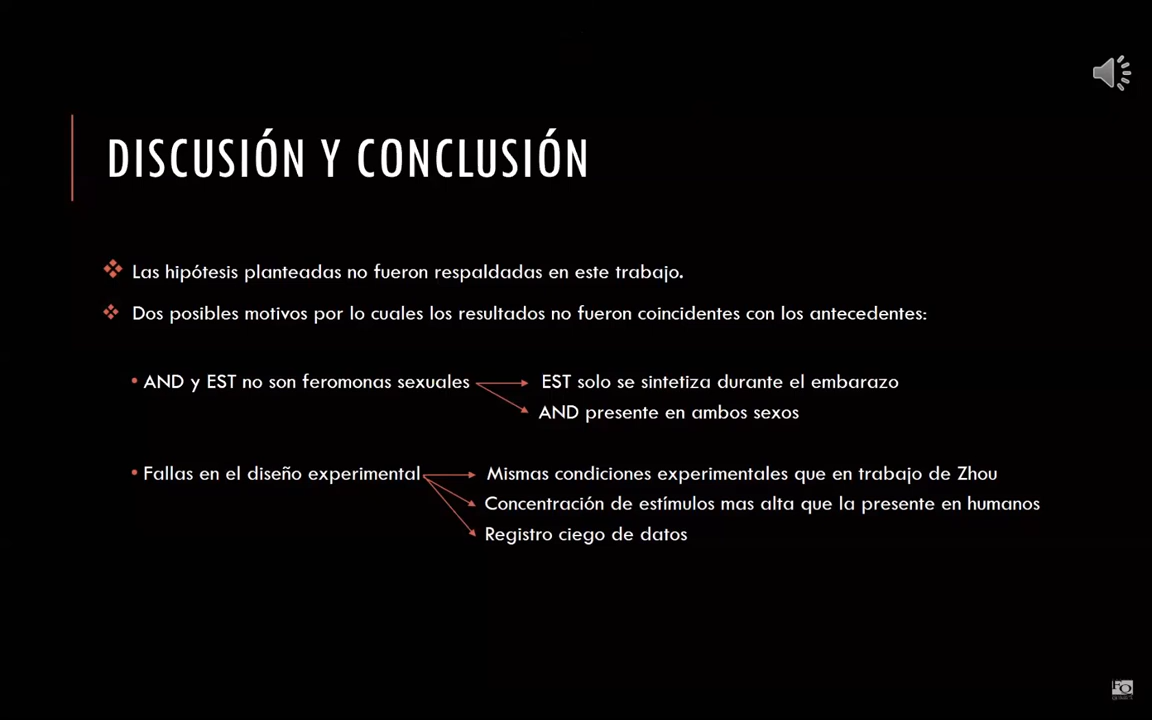 DISCUSIÓN Y CONCLUSIÓN
Las hipótesis planteadas no fueron respaldadas en este trabajo.
Dos posibles motivos por lo cuales los resultados no fueron coincidentes con los antecedentes:
AND y EST no son feromonas sexuales
EST solo se sintetiza durante el embarazo
AND presente en ambos sexos
Fallas en el diseño experimental
Mismas condiciones experimentales que en trabajo de Zhou
Concentración de estímulos mas alta que la presente en humanos
Registro ciego de datos
FQ